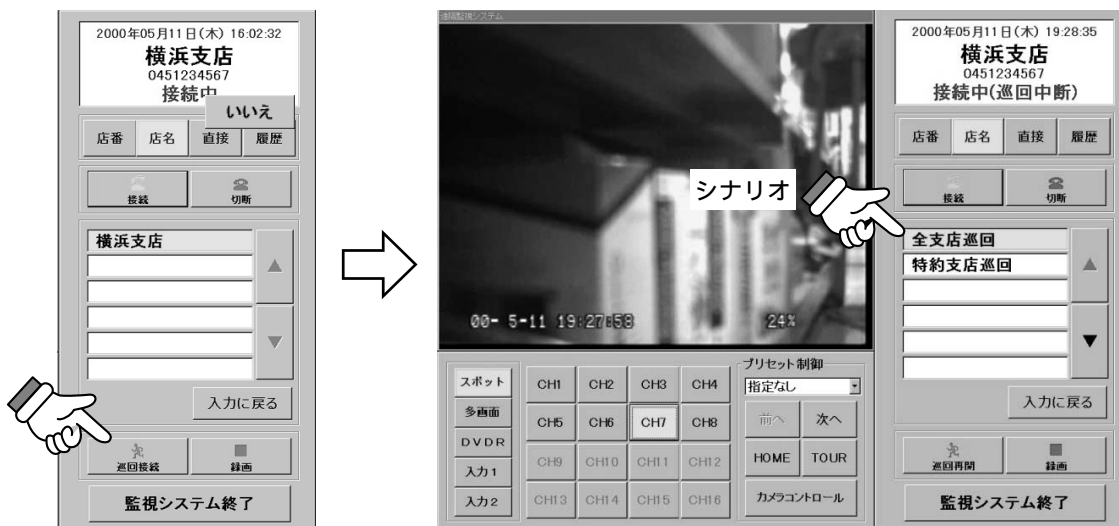 2000年05月11日(木) 16:02:32
横浜支店
0451234567
接続中
いいえ
店番 店名 直接 履歴
接続 切断
横浜支店
入力に戻る
巡回接続 録画
監視システム終了
遠隔監視システム
シナリオ
00- 5-11 19:27:58 24%
スポット
多画面
DVDR
入力1
入力2
CH1 CH2 CH3 CH4
CH5 CH6 CH7 CH8
CH9 CH10 CH11 CH12
CH13 CH14 CH15 CH16
プリセット制御
指定なし
前へ 次へ
HOME TOUR
カメラコントロール
2000年05月11日(木) 19:28:35
横浜支店
0451234567
接続中(巡回中断)
店番 店名 直接 履歴
接続 切断
全支店巡回
特約支店巡回
入力に戻る
巡回再開 録画
監視システム終了